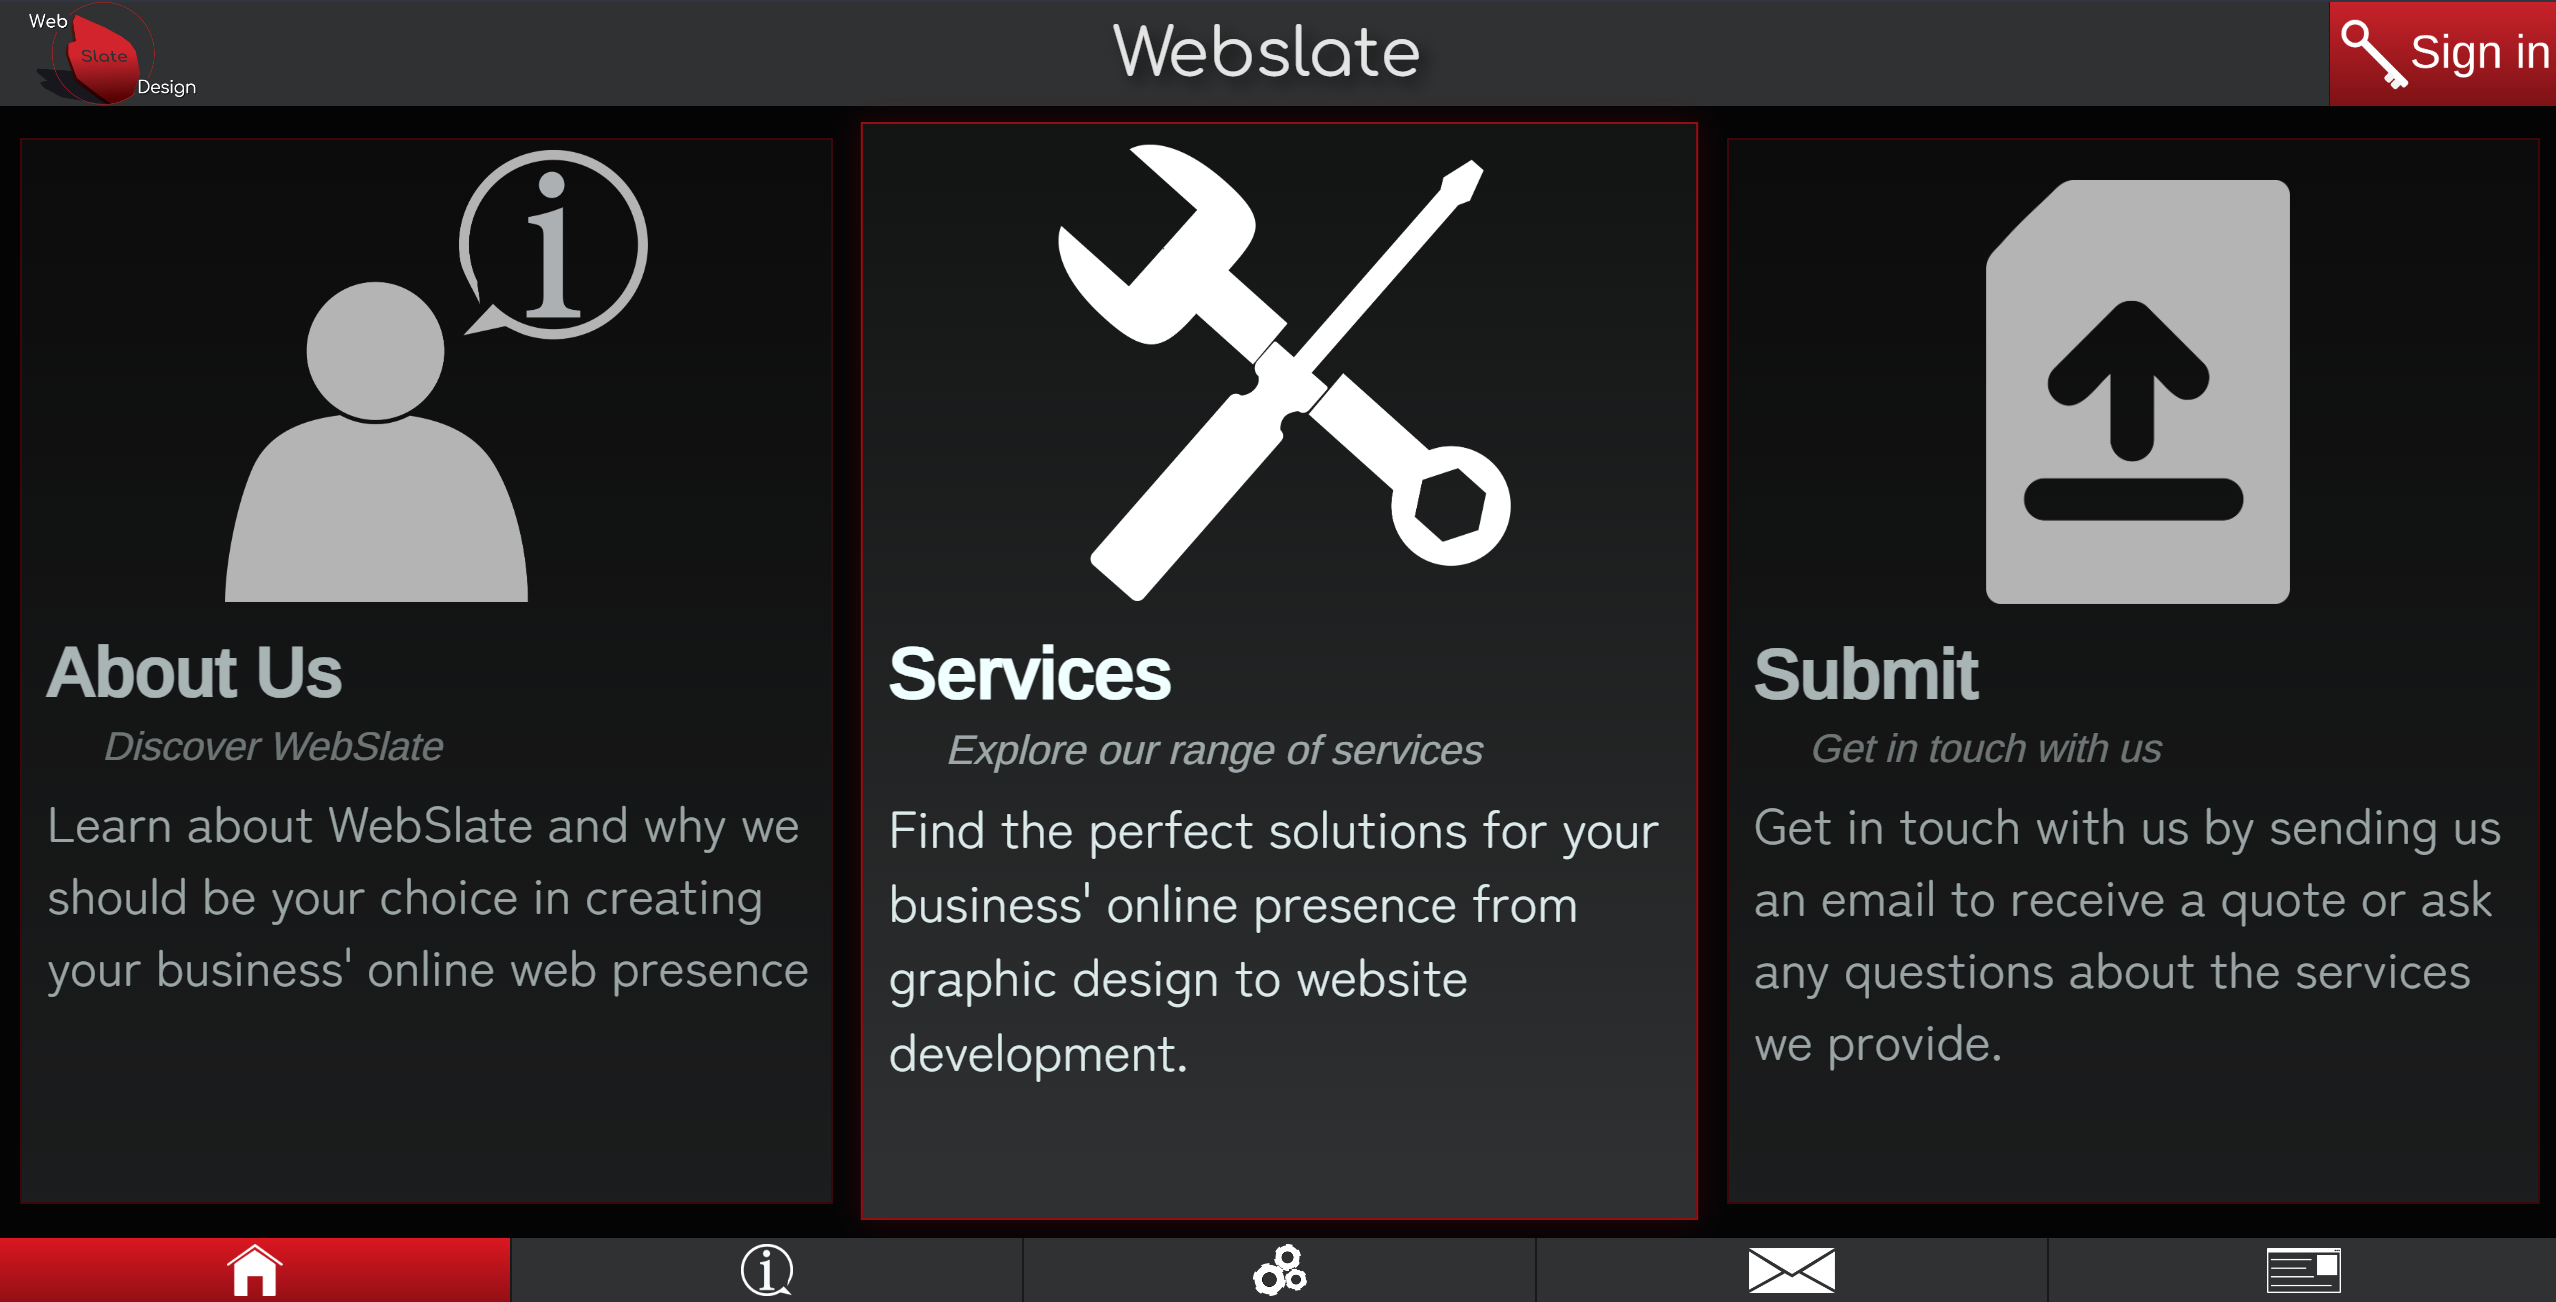 Web
Slate
Design
Webslate
Sign in
i
About Us
Discover WebSlate
Learn about WebSlate and why we
should be your choice in creating
your business' online web presence
Services
Explore our range of services
Find the perfect solutions for your
business' online presence from
graphic design to website
development.
Submit
Get in touch with us
Get in touch with us by sending us
an email to receive a quote or ask
any questions about the services
we provide.
i